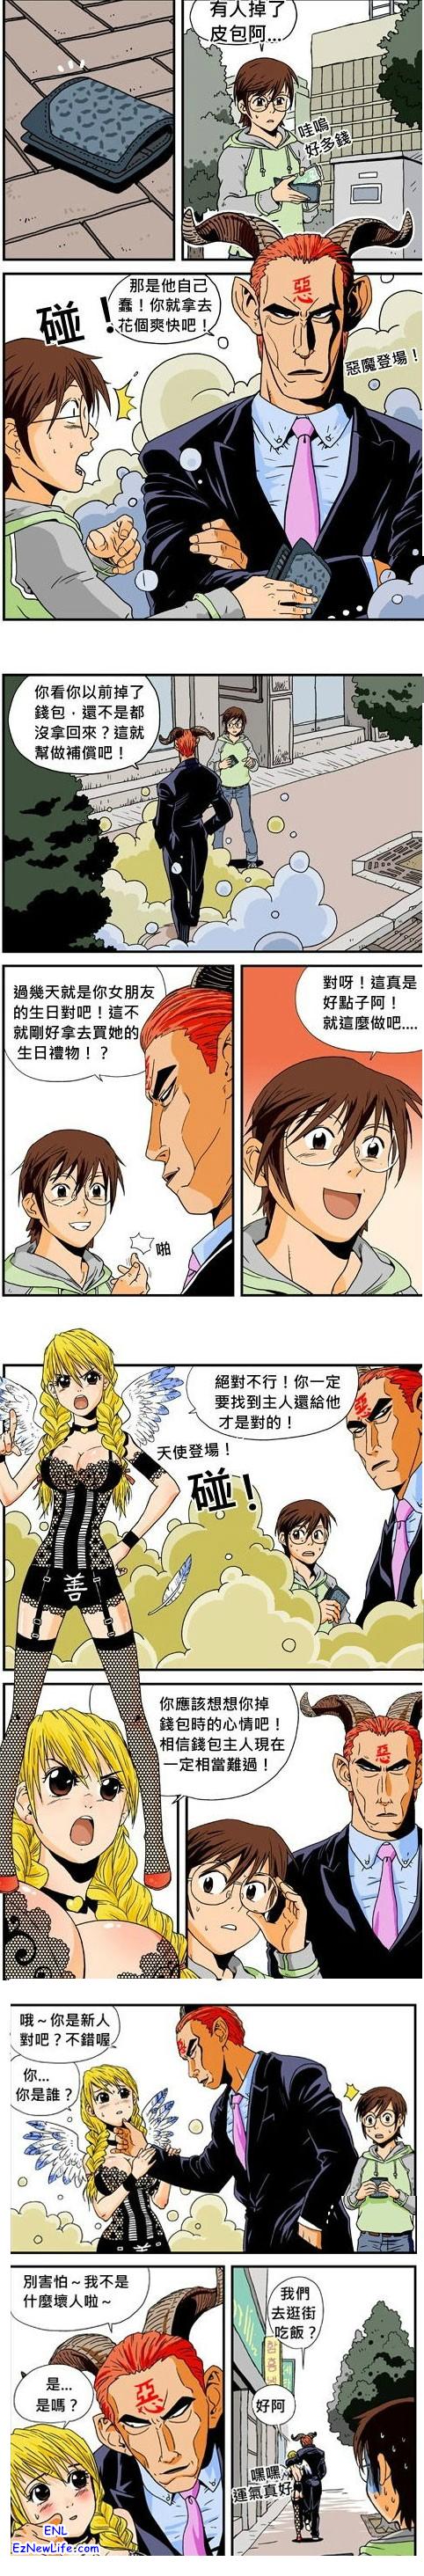 有人掉了
皮包阿...
哇嗚
好多錢
那是他自己
蠢！你就拿去
花個爽快吧！
碰！
惡
惡魔登場！
你看你以前掉了
錢包，還不是都
沒拿回來？這就
幫做補償吧！
過幾天就是你女朋友
的生日對吧！這不
就剛好拿去買她的
生日禮物！？
啪
對呀！這真是
好點子阿！
就這麼做吧....
絕對不行！你一定
要找到主人還給他
才是對的！
天使登場！
碰！
善
你應該想想你掉
錢包時的心情吧！
相信錢包主人現在
一定相當難過！
惡
哦～你是新人
對吧？不錯喔
你...
你是誰？
別害怕～我不是
什麼壞人啦～
是...
是嗎？
惡
我們
去逛街
吃飯？
好阿
嘿嘿～
運氣真好
ENL
EzNewLife.com